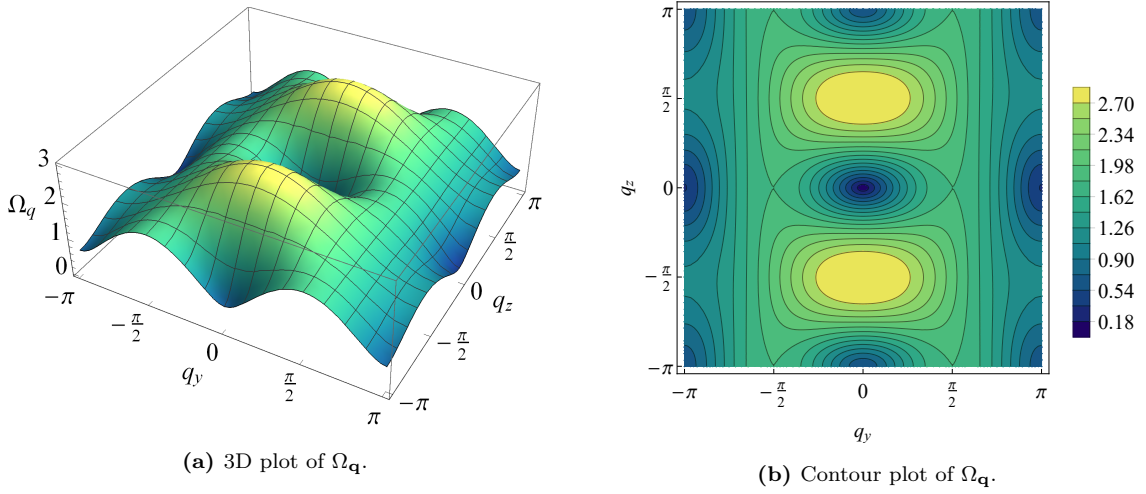 3
2
1
0
Ω_q
−π
−π/2
0
π/2
π
q_y
π
π/2
0
−π/2
−π
q_z
(a) 3D plot of Ω_q.
π
π/2
0
−π/2
−π
q_z
−π
−π/2
0
π/2
π
q_y
2.70
2.34
1.98
1.62
1.26
0.90
0.54
0.18
(b) Contour plot of Ω_q.